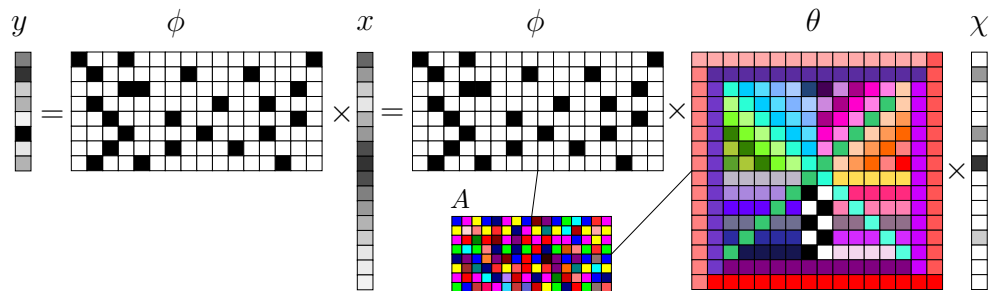 y ϕ x ϕ θ χ
= × = × ×
A